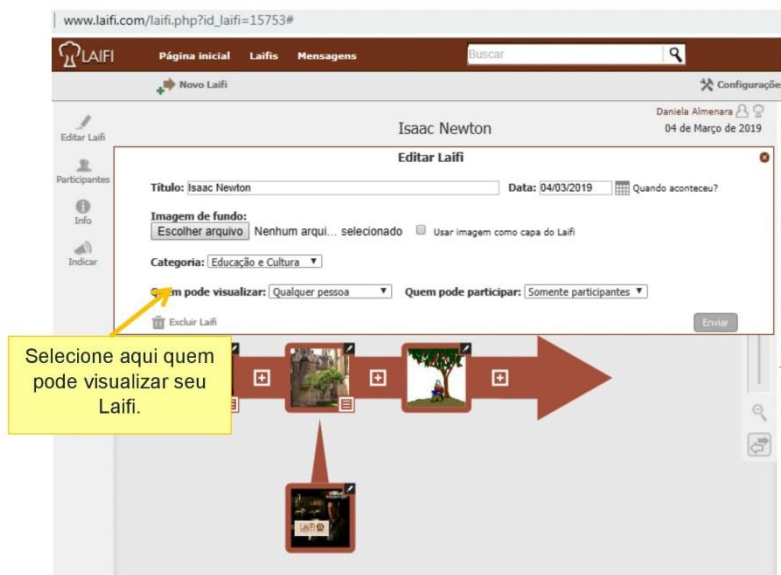 www.laifi.com/laifi.php?id_laifi=15753#
LAIFI Página inicial Laifis Mensagens Buscar
Novo Laifi Configuraçõe
Daniela Almenara
Editar Laifi Isaac Newton 04 de Março de 2019
Editar Laifi
Participantes
Título: Isaac Newton Data: 04/03/2019 Quando aconteceu?
Info
Imagem de fundo:
Escolher arquivo Nenhum arqui... selecionado Usar imagem como capa do Laifi
Indicar
Categoria: Educação e Cultura
Quem pode visualizar: Qualquer pessoa Quem pode participar: Somente participantes
Excluir Laifi Enviar
Selecione aqui quem
pode visualizar seu
Laifi.
LAIFI